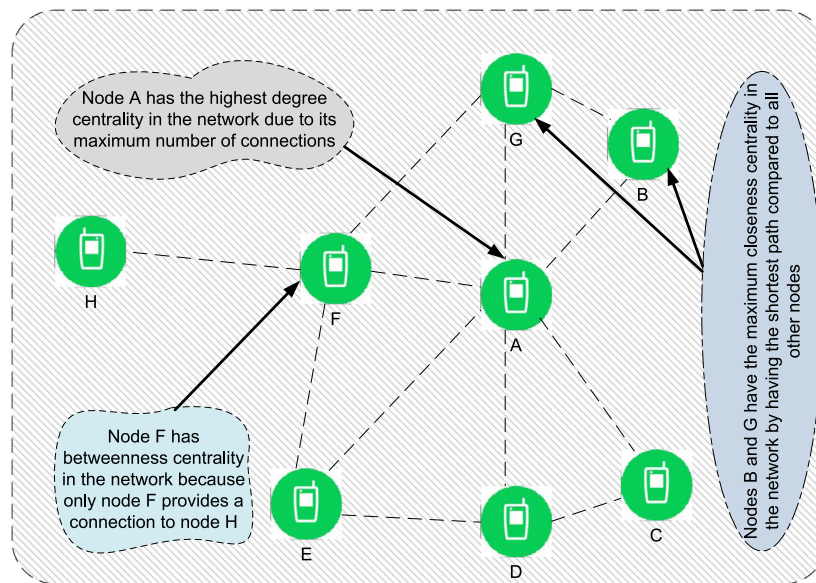 Node A has the highest degree
centrality in the network due to its
maximum number of connections
G
B
H
F
A
Node F has
betweenness centrality
in the network because
only node F provides a
connection to node H
E
D
C
Nodes B and G have the maximum closeness centrality in
the network by having the shortest path compared to all
other nodes